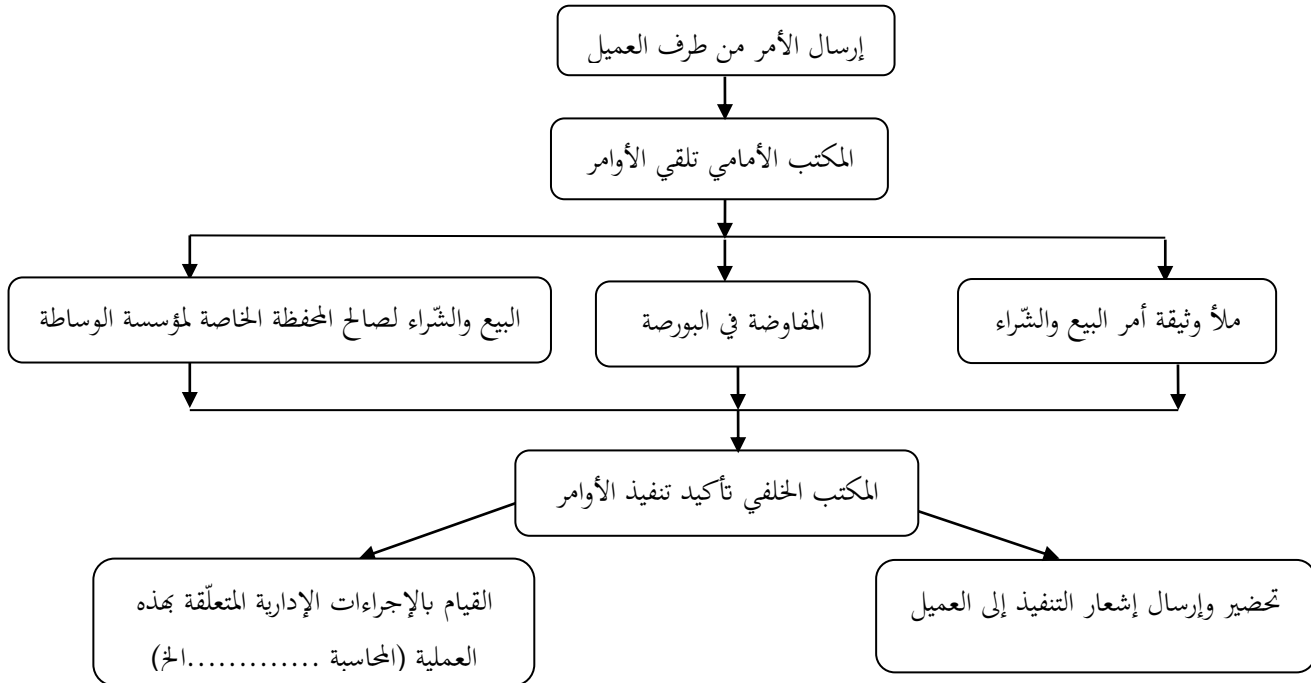 إرسال الأمر من طرف العميل
المكتب الأمامي تلقي الأوامر
ملأ وثيقة أمر البيع والشّراء
المفاوضة في البورصة
البيع والشّراء لصالح المحفظة الخاصة لمؤسسة الوساطة
المكتب الخلفي تأكيد تنفيذ الأوامر
تحضير وإرسال إشعار التنفيذ إلى العميل
القيام بالإجراءات الإدارية المتعلّقة بهذه
العملية (المحاسبة .............الخ)